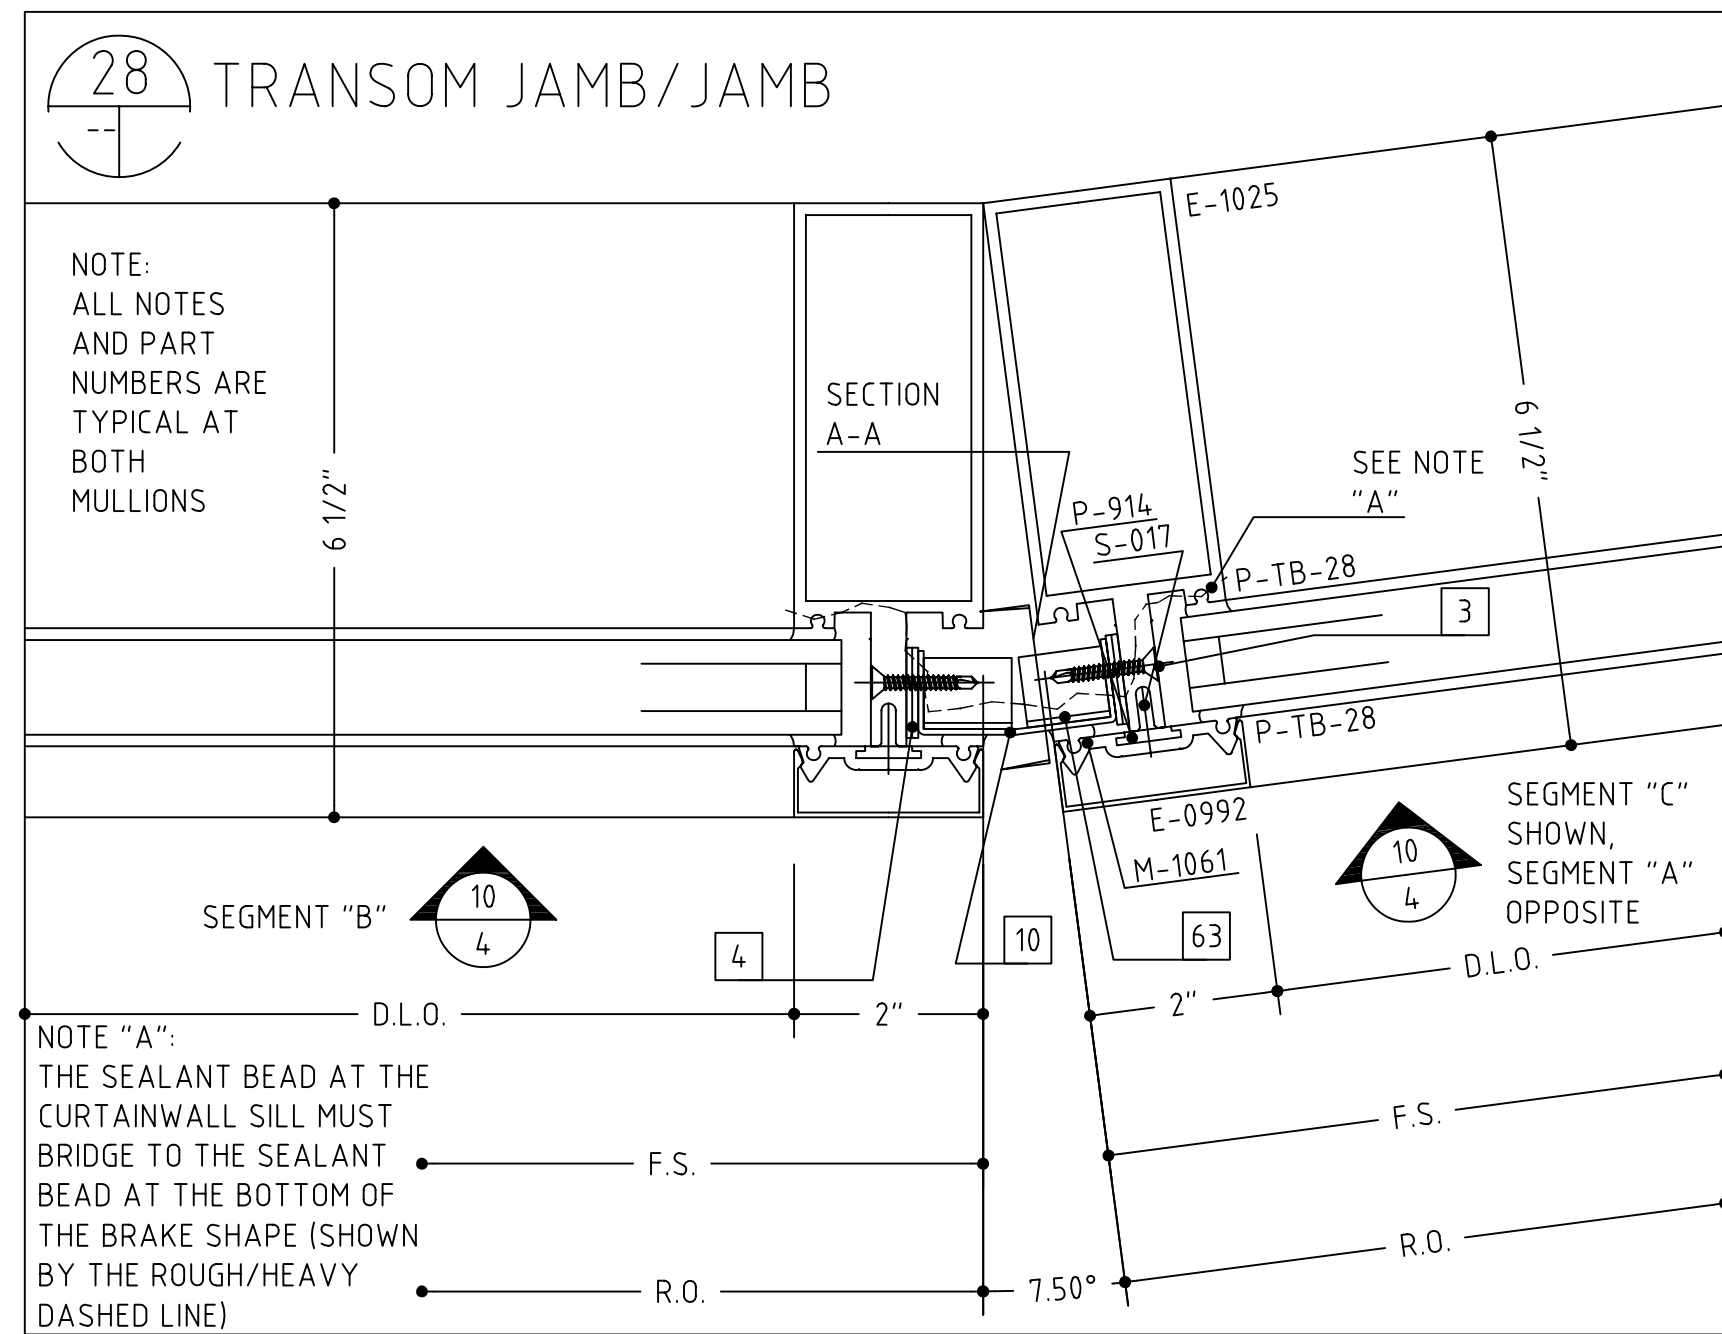 28
--
TRANSOM JAMB/JAMB
E-1025
NOTE:
ALL NOTES
AND PART
NUMBERS ARE
TYPICAL AT
BOTH
MULLIONS
6 1/2"
SECTION
A-A
6 1/2"
SEE NOTE
"A"
P-914
S-017
P-TB-28
3
P-TB-28
E-0992
M-1061
SEGMENT "C"
SHOWN,
SEGMENT "A"
OPPOSITE
10
4
SEGMENT "B"
10
4
4
10
63
D.L.O.
2"
2"
D.L.O.
NOTE "A":
THE SEALANT BEAD AT THE
CURTAINWALL SILL MUST
BRIDGE TO THE SEALANT
BEAD AT THE BOTTOM OF
THE BRAKE SHAPE (SHOWN
BY THE ROUGH/HEAVY
DASHED LINE)
F.S.
F.S.
R.O.
7.50°
R.O.